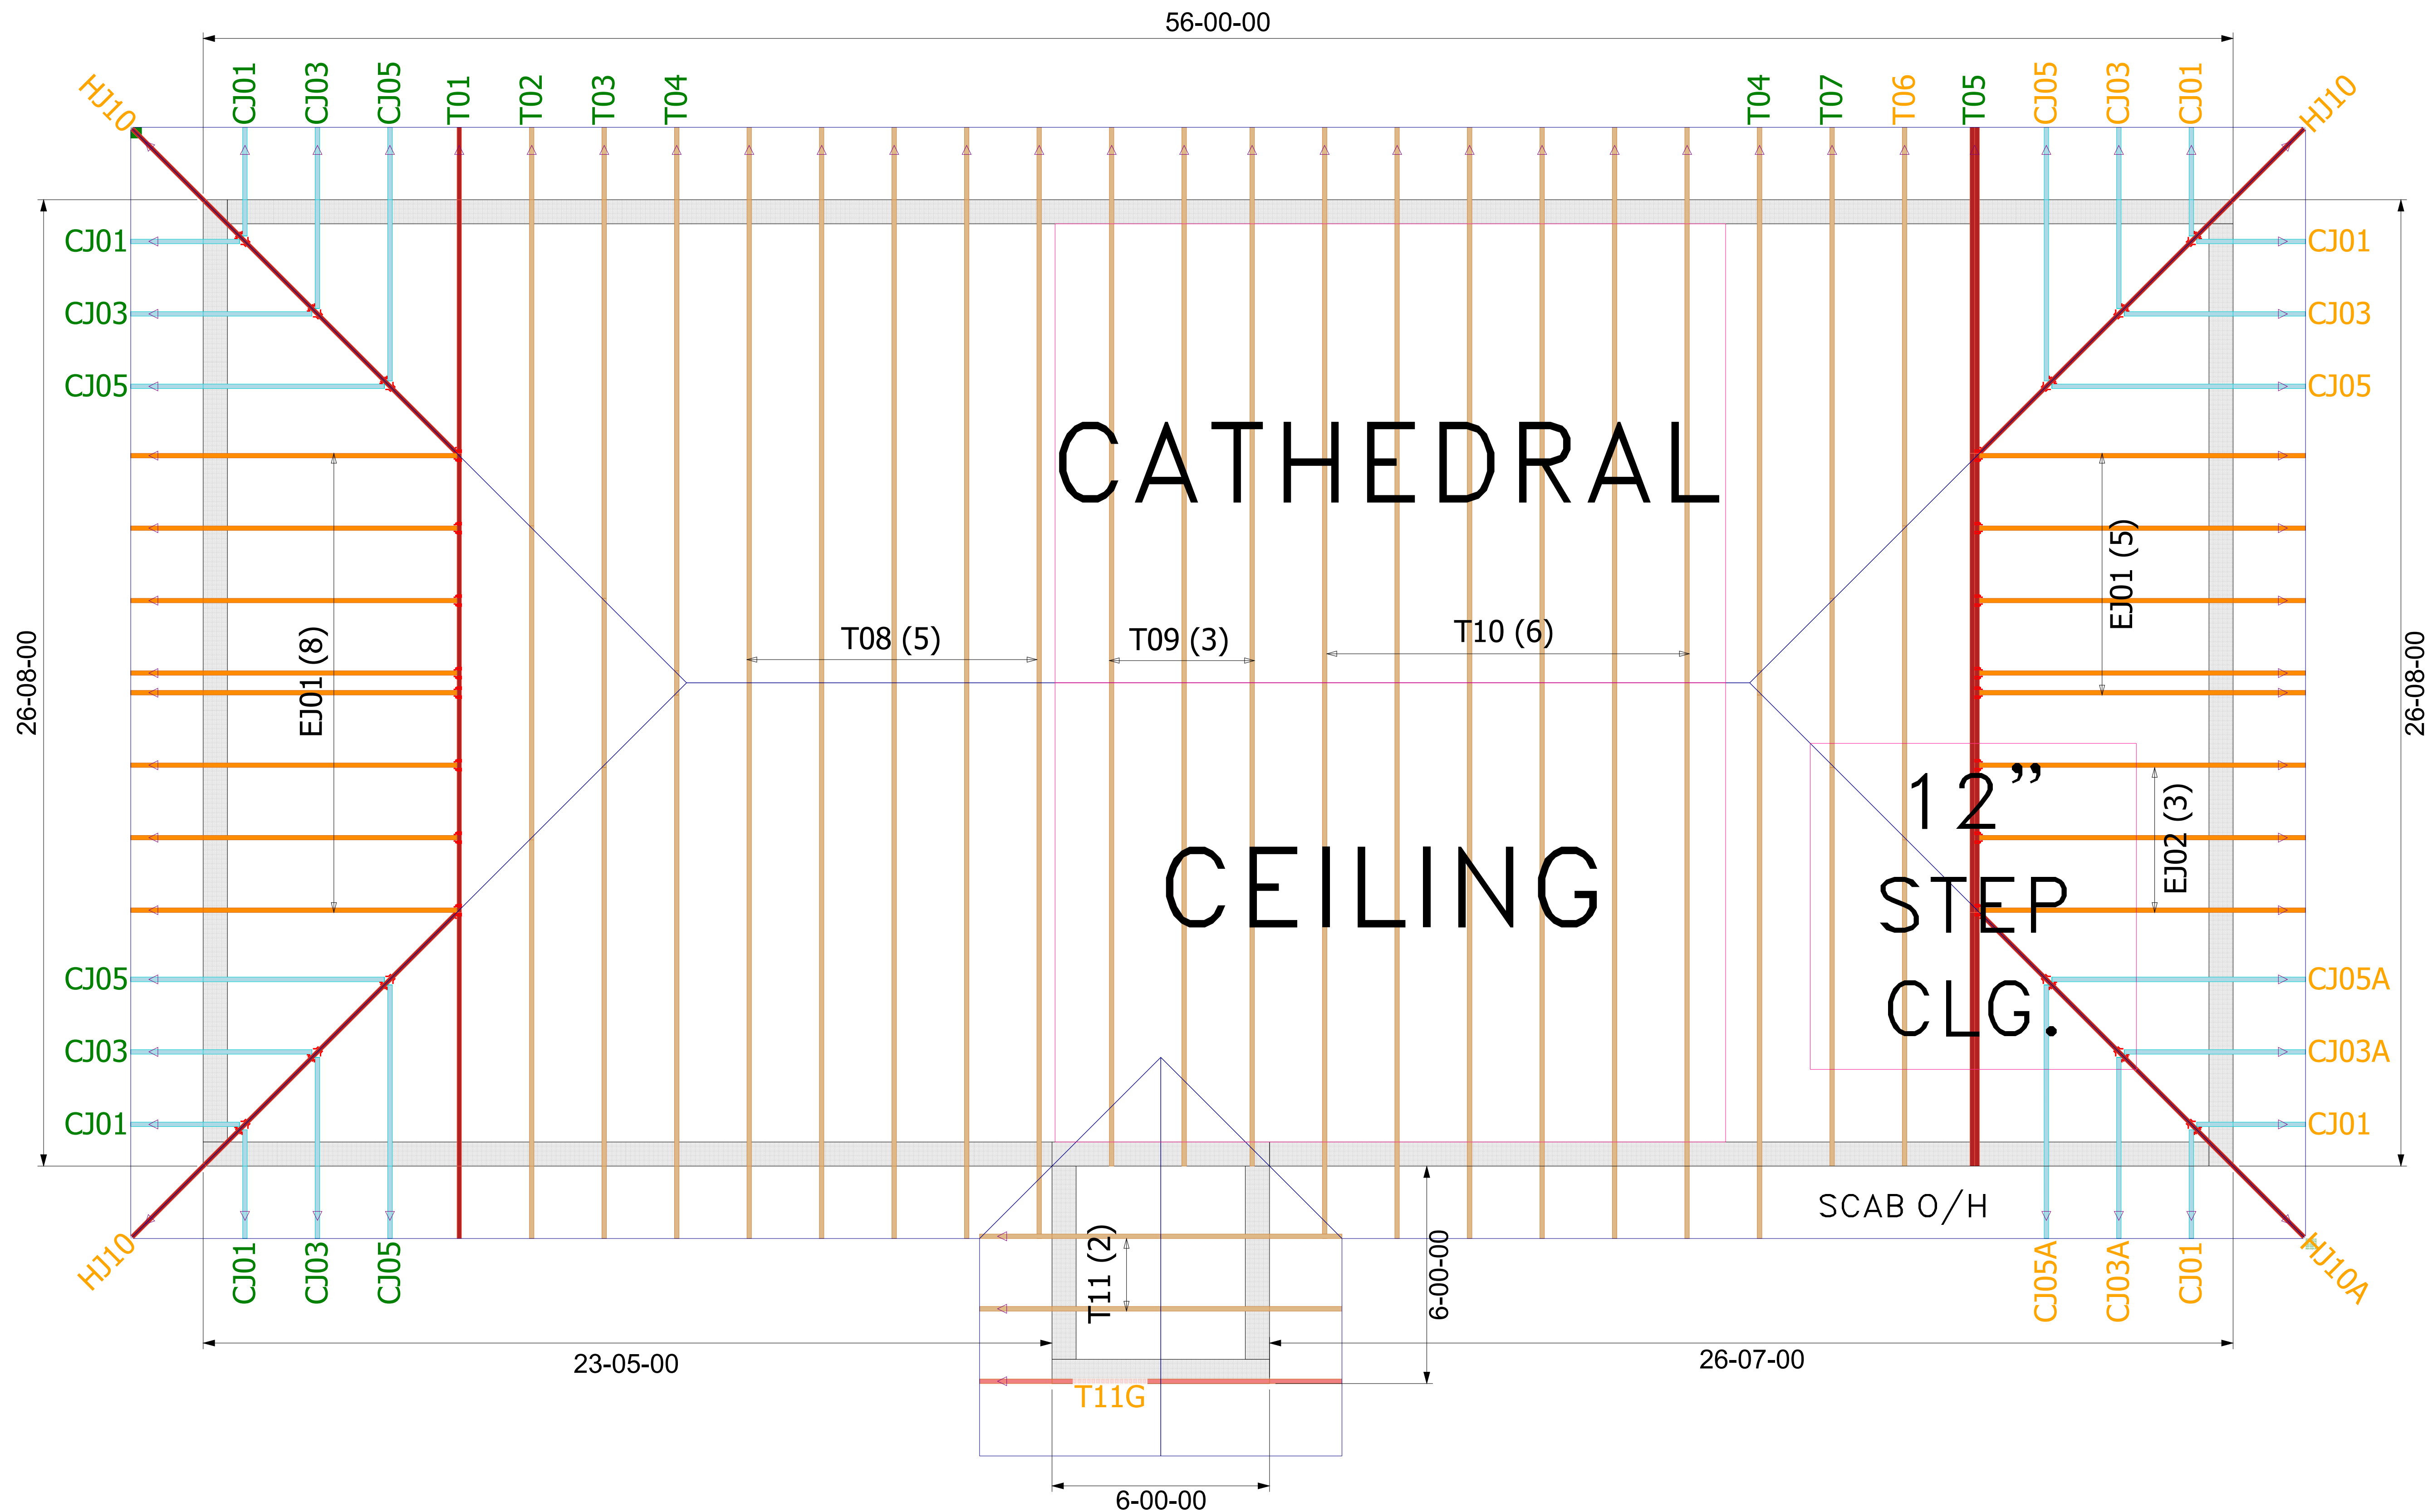 56-00-00
HJ10
CJ01
CJ03
CJ05
T01
T02
T03
T04
T04
T07
T06
T05
CJ05
CJ03
CJ01
HJ10
CJ01
CJ03
CJ05
CJ01
CJ03
CJ05
CATHEDRAL
26-08-00
EJ01 (8)
T08 (5)
T09 (3)
T10 (6)
EJ01 (5)
26-08-00
12”
STEP
CLG.
EJ02 (3)
CEILING
CJ05
CJ03
CJ01
CJ05A
CJ03A
CJ01
SCAB O/H
HJ10
CJ01
CJ03
CJ05
T11 (2)
6-00-00
CJ05A
CJ03A
CJ01
HJ10A
23-05-00
26-07-00
T11G
6-00-00